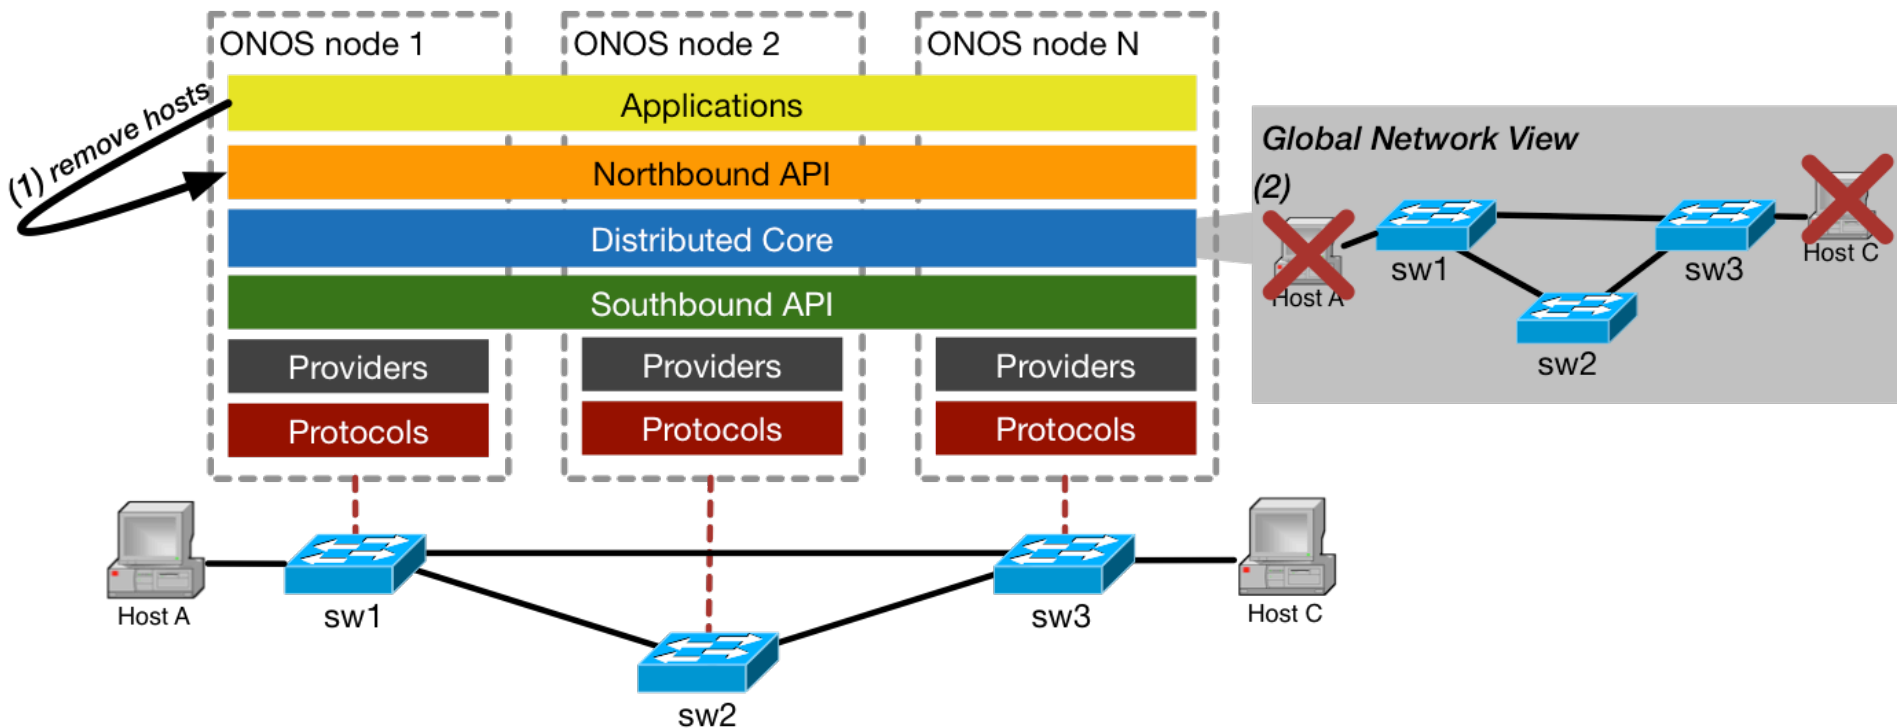 ONOS node 1
ONOS node 2
ONOS node N
(1) remove hosts
Applications
Northbound API
Distributed Core
Southbound API
Providers
Providers
Providers
Protocols
Protocols
Protocols
Global Network View
(2)
Host A
sw1
sw3
Host C
sw2
Host A
sw1
sw3
Host C
sw2